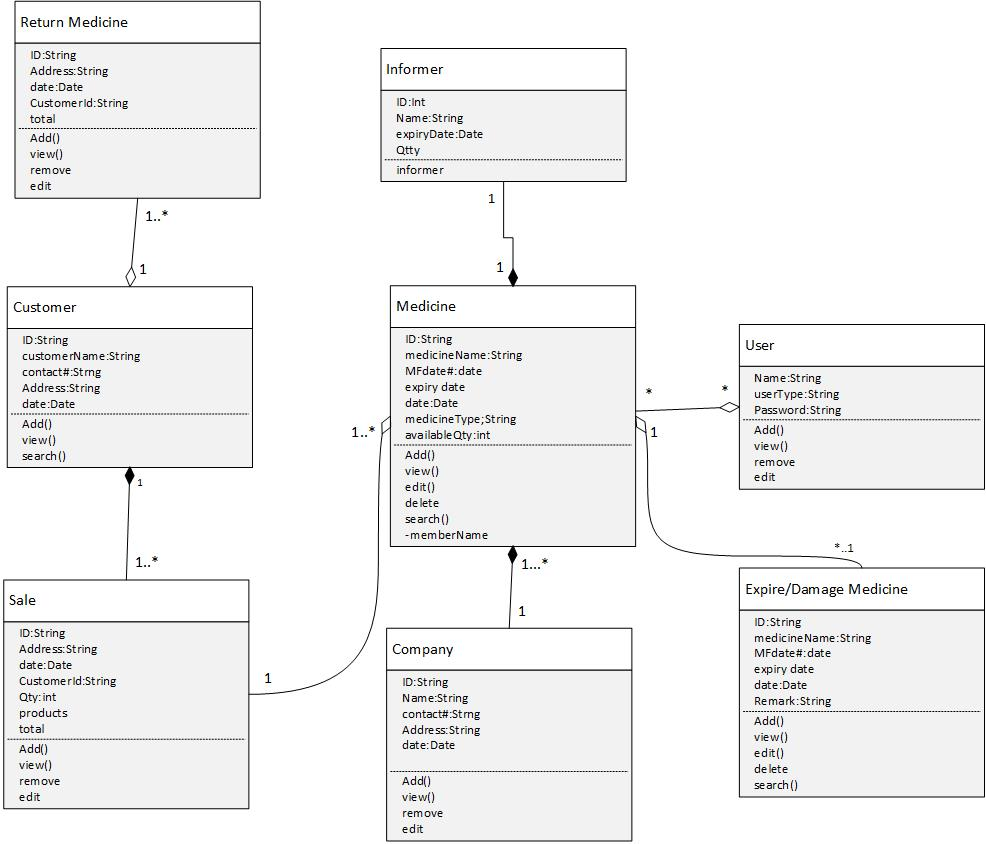 Return Medicine
ID:String
Address:String
date:Date
CustomerId:String
total
Add()
view()
remove
edit
1..*
1
Informer
ID:Int
Name:String
expiryDate:Date
Qtty
informer
1
1
Customer
ID:String
customerName:String
contact#:Strng
Address:String
date:Date
Add()
view()
search()
1
1..*
Medicine
ID:String
medicineName:String
MFdate#:date
expiry date
date:Date
medicineType;String
availableQty:int
Add()
view()
edit()
delete
search()
-memberName
1..*
*
*
1
1...*
1
User
Name:String
userType:String
Password:String
Add()
view()
remove
edit
*..1
Sale
ID:String
Address:String
date:Date
CustomerId:String
Qty:int
products
total
Add()
view()
remove
edit
1
Company
ID:String
Name:String
contact#:Strng
Address:String
date:Date
Add()
view()
remove
edit
Expire/Damage Medicine
ID:String
medicineName:String
MFdate#:date
expiry date
date:Date
Remark:String
Add()
view()
edit()
delete
search()